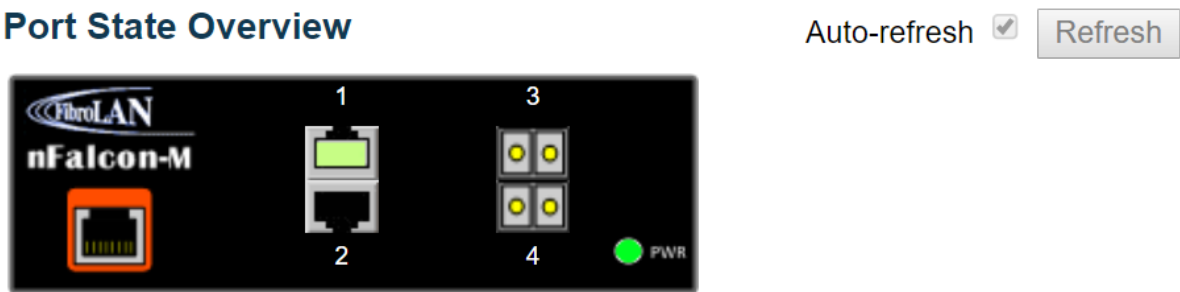 Port State Overview
Auto-refresh
Refresh
FibroLAN
nFalcon-M
1
3
2
4
PWR